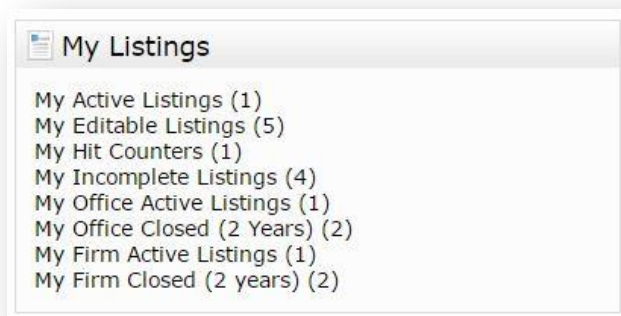 My Listings
My Active Listings (1)
My Editable Listings (5)
My Hit Counters (1)
My Incomplete Listings (4)
My Office Active Listings (1)
My Office Closed (2 Years) (2)
My Firm Active Listings (1)
My Firm Closed (2 years) (2)